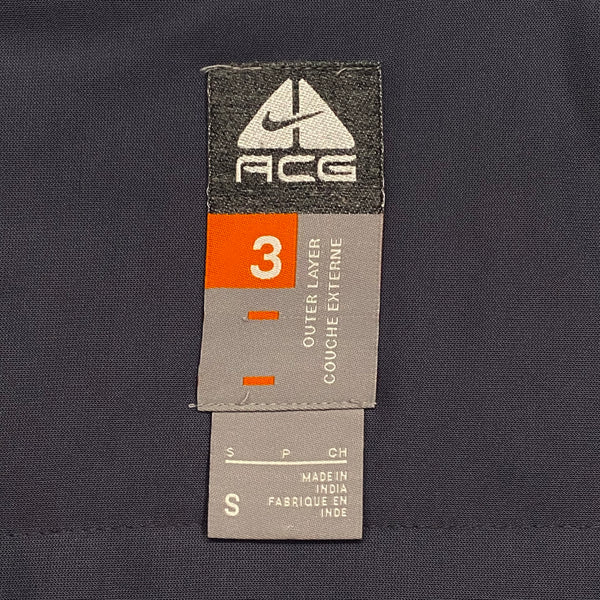 ACG
3
OUTER LAYER
COUCHE EXTERNE
S P CH
S
MADE IN
INDIA
FABRIQUE EN
INDE